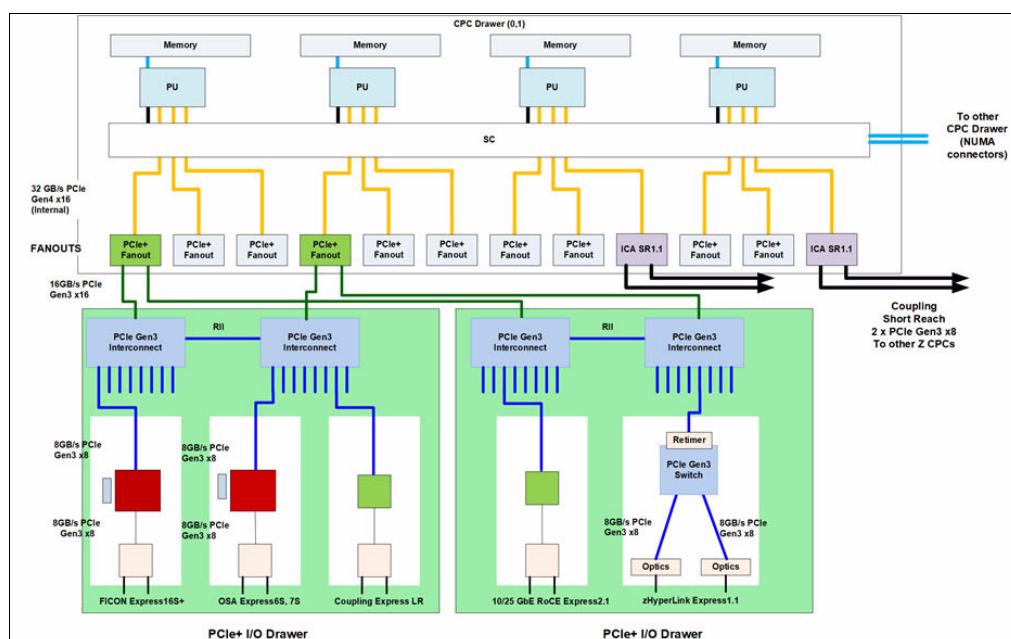 CPC Drawer (0,1)
Memory
Memory
Memory
Memory
PU
PU
PU
PU
SC
To other
CPC Drawer
(NUMA
connectors)
32 GB/s PCIe
Gen4 x16
(Internal)
FANOUTS
PCIe+
Fanout
PCIe+
Fanout
PCIe+
Fanout
PCIe+
Fanout
PCIe+
Fanout
PCIe+
Fanout
PCIe+
Fanout
PCIe+
Fanout
ICA SR1.1
PCIe+
Fanout
PCIe+
Fanout
ICA SR1.1
16GB/s PCIe
Gen3 x16
Coupling
Short Reach
2 x PCIe Gen3 x8
To other Z CPCs
PCIe Gen3
Interconnect
RII
PCIe Gen3
Interconnect
PCIe Gen3
Interconnect
RII
PCIe Gen3
Interconnect
8GB/s PCIe
Gen3 x8
8GB/s PCIe
Gen3 x8
Retimer
PCIe Gen3
Switch
8GB/s PCIe
Gen3 x8
8GB/s PCIe
Gen3 x8
8GB/s PCIe
Gen3 x8
8GB/s PCIe
Gen3 x8
Optics
Optics
FICON Express16S+
OSA Express6S, 7S
Coupling Express LR
10/25 GbE RoCE Express2.1
zHyperLink Express1.1
PCIe+ I/O Drawer
PCIe+ I/O Drawer